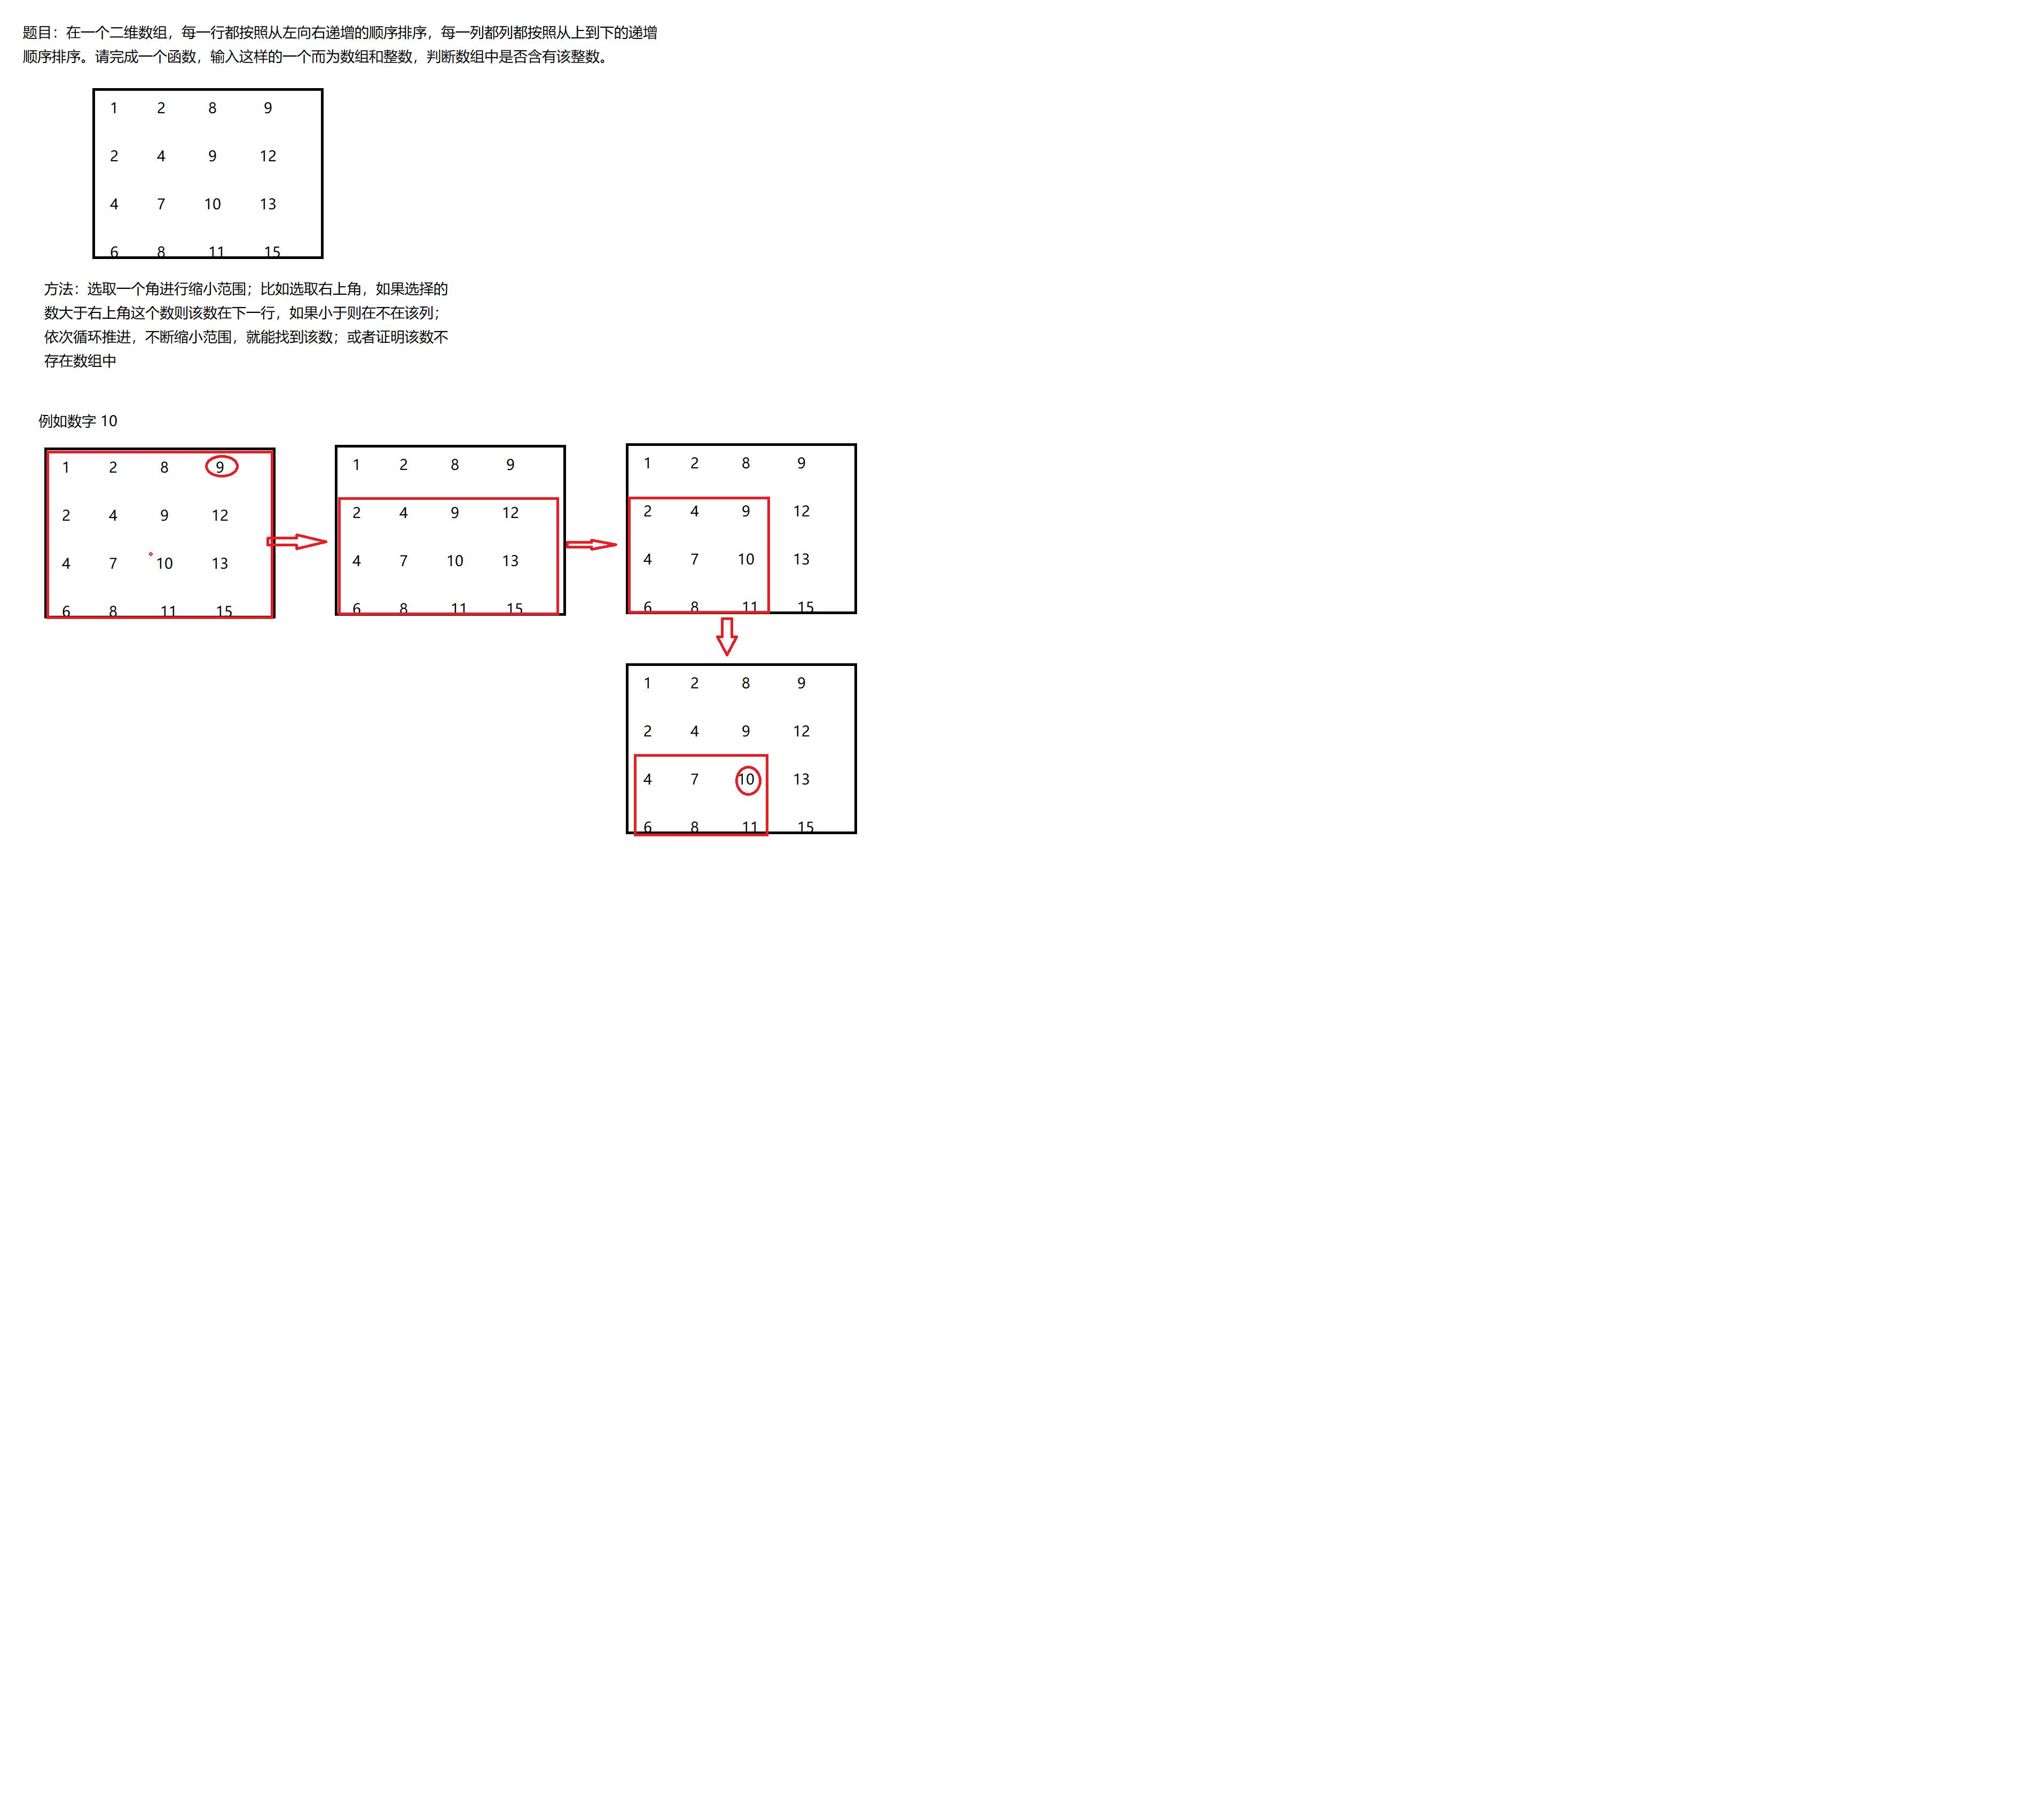 题目：在一个二维数组，每一行都按照从左向右递增的顺序排序，每一列都列都按照从上到下的递增
顺序排序。请完成一个函数，输入这样的一个而为数组和整数，判断数组中是否含有该整数。
1 2 8 9
2 4 9 12
4 7 10 13
6 8 11 15
方法：选取一个角进行缩小范围；比如选取右上角，如果选择的
数大于右上角这个数则该数在下一行，如果小于则在不在该列；
依次循环推进，不断缩小范围，就能找到该数；或者证明该数不
存在数组中
例如数字 10
1 2 8 9
2 4 9 12
4 7 10 13
6 8 11 15
1 2 8 9
2 4 9 12
4 7 10 13
6 8 11 15
1 2 8 9
2 4 9 12
4 7 10 13
6 8 11 15
1 2 8 9
2 4 9 12
4 7 10 13
6 8 11 15